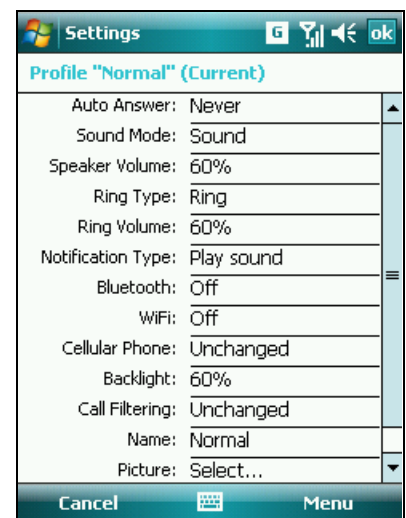 Settings G ok
Profile "Normal" (Current)
Auto Answer: Never
Sound Mode: Sound
Speaker Volume: 60%
Ring Type: Ring
Ring Volume: 60%
Notification Type: Play sound
Bluetooth: Off
WiFi: Off
Cellular Phone: Unchanged
Backlight: 60%
Call Filtering: Unchanged
Name: Normal
Picture: Select...
Cancel Menu